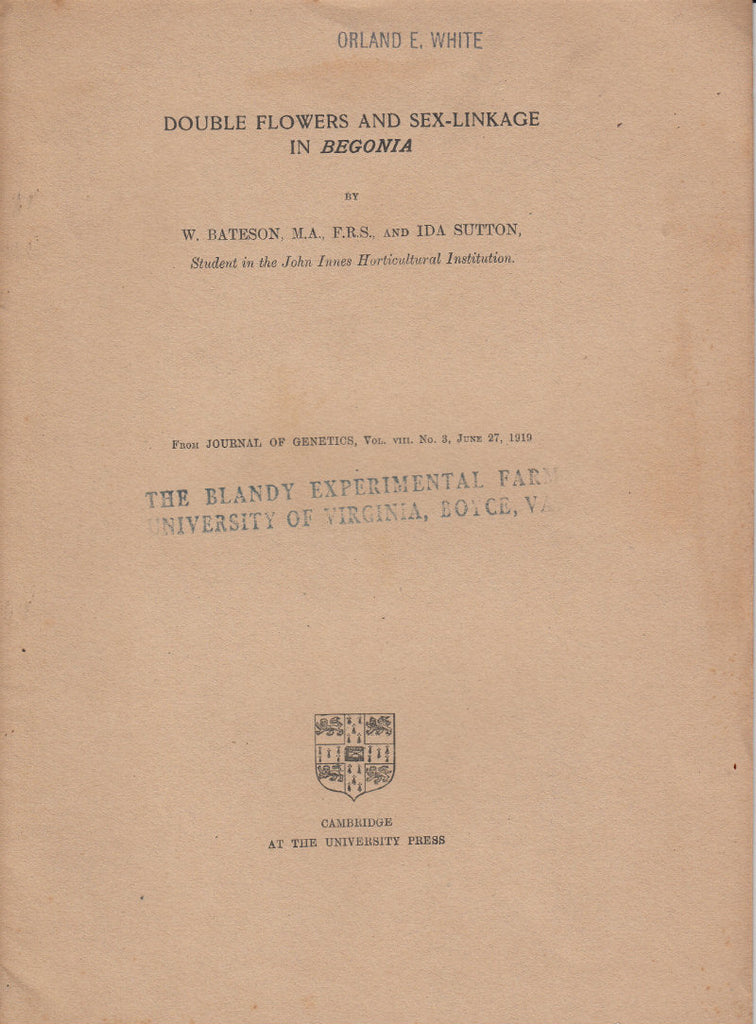 ORLAND E. WHITE
DOUBLE FLOWERS AND SEX-LINKAGE
IN BEGONIA
BY
W. BATESON, M.A., F.R.S., AND IDA SUTTON,
Student in the John Innes Horticultural Institution.
From JOURNAL OF GENETICS, Vol. VIII. No. 3, June 27, 1919
THE BLANDY EXPERIMENTAL FARM
UNIVERSITY OF VIRGINIA, BOYCE, VA
CAMBRIDGE
AT THE UNIVERSITY PRESS